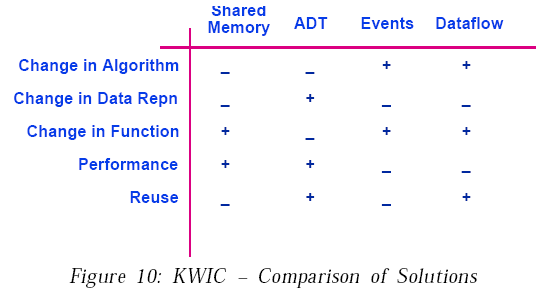 Shared
Memory ADT Events Dataflow
Change in Algorithm – – + +
Change in Data Repn – + – –
Change in Function + – + +
Performance + + – –
Reuse – + – +
Figure 10: KWIC – Comparison of Solutions